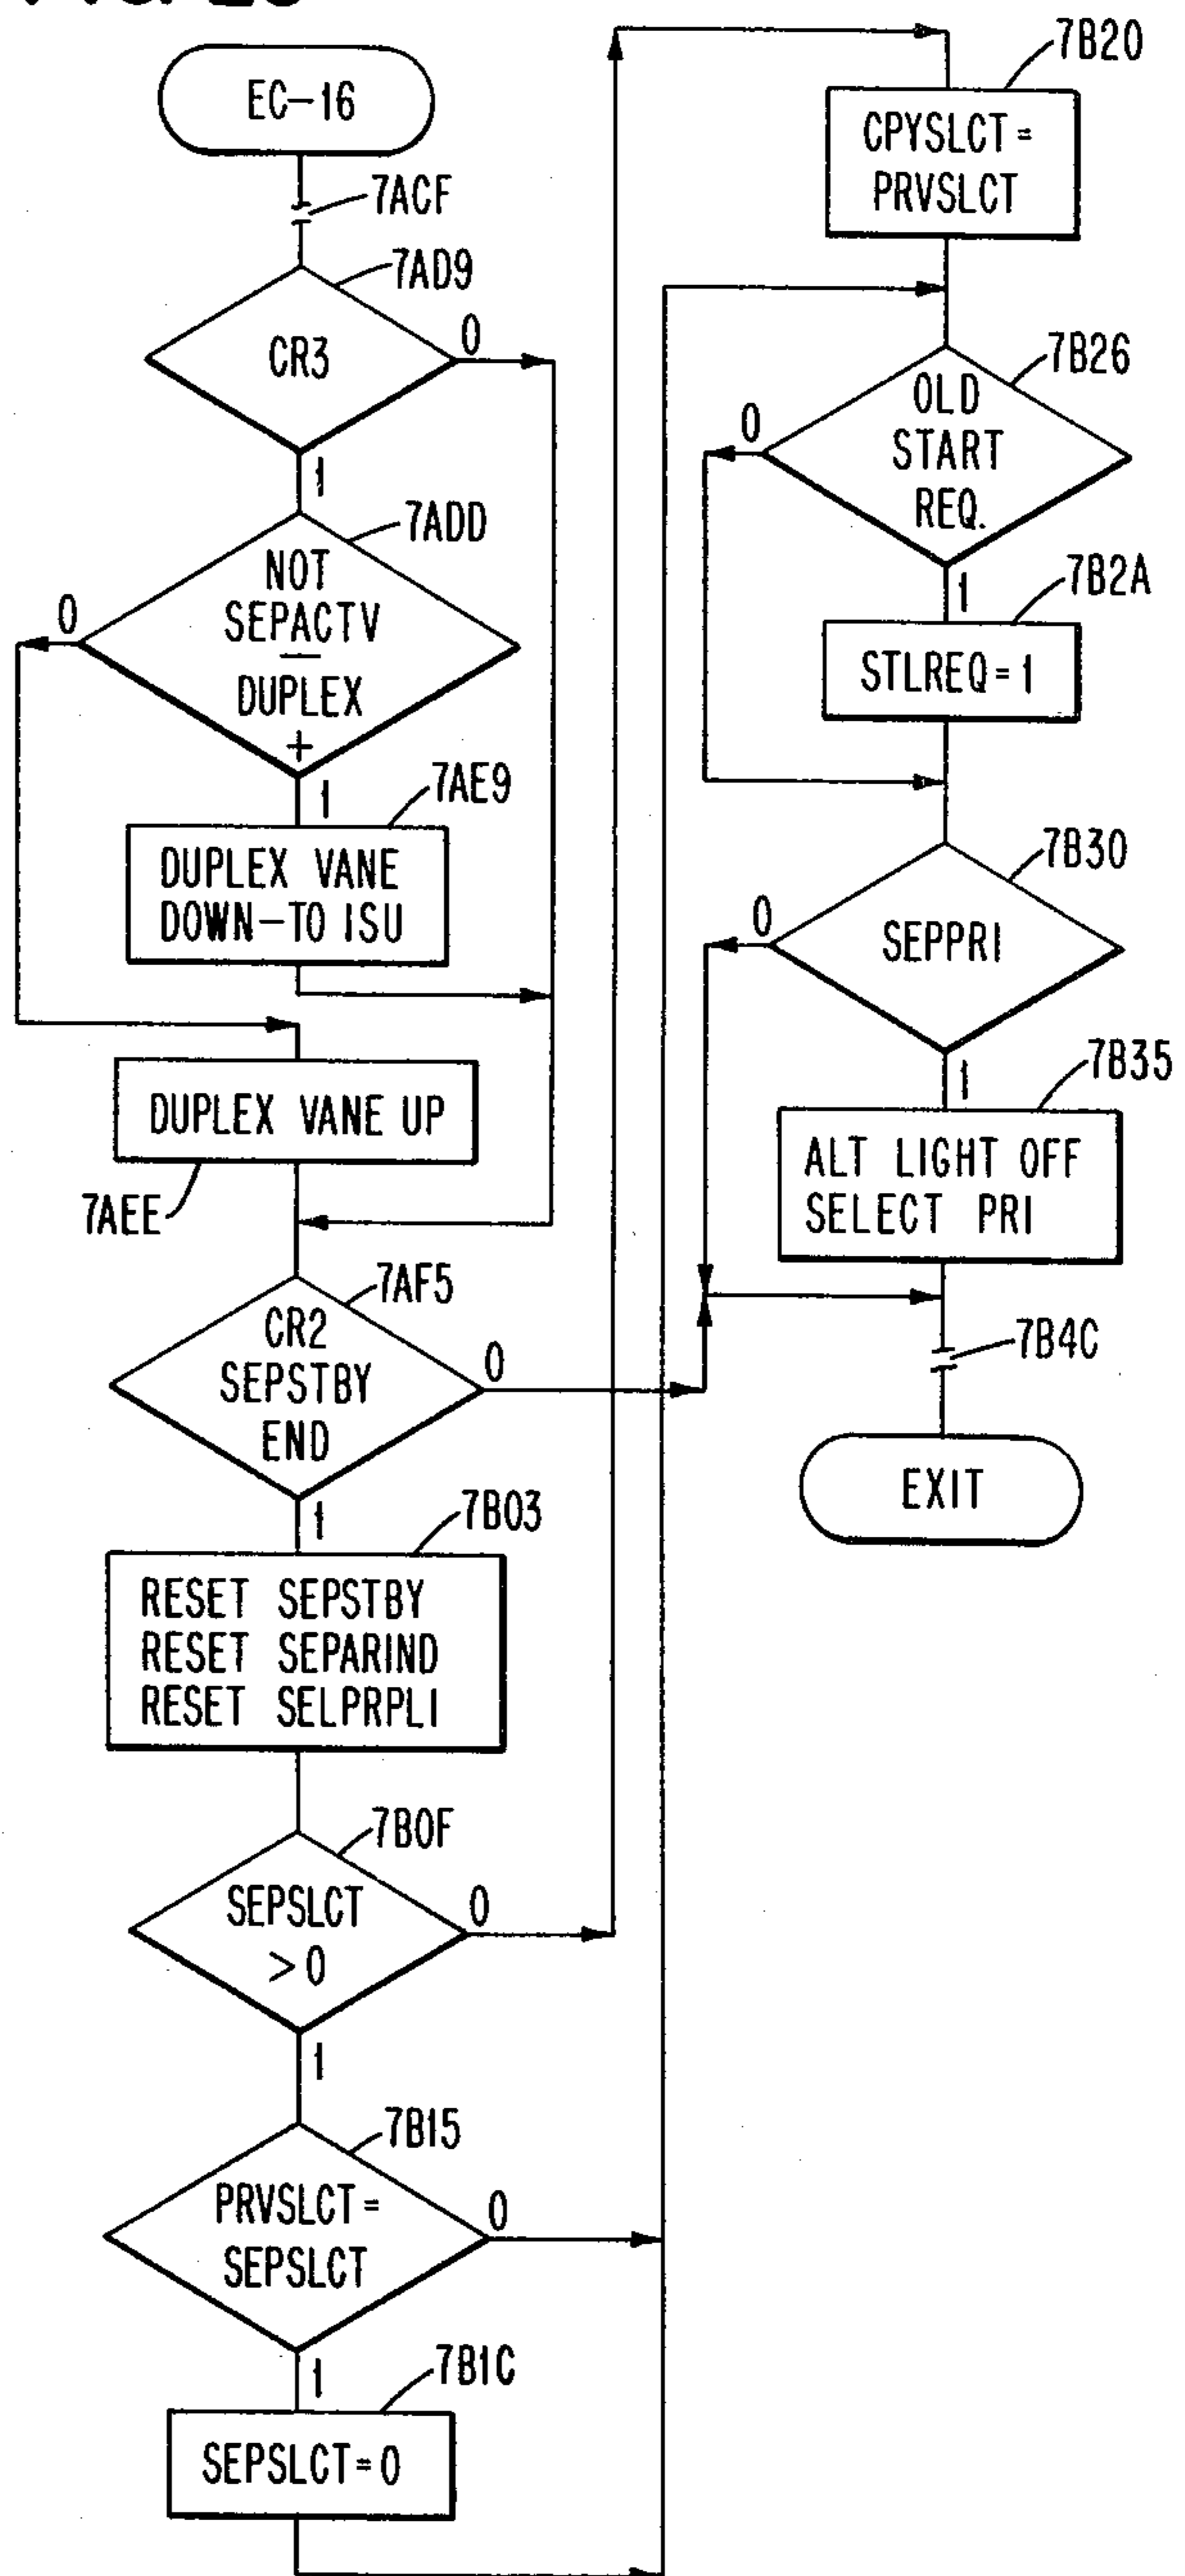 EC-16
7ACF
7AD9
CR3
0
1
7ADD
NOT
SEPACTV
—
DUPLEX
+
0
1
7AE9
DUPLEX VANE
DOWN-TO ISU
DUPLEX VANE UP
7AEE
7AF5
CR2
SEPSTBY
END
0
1
7B03
RESET SEPSTBY
RESET SEPARIND
RESET SELPRPLI
7B0F
SEPSLCT
>0
0
1
7B15
PRVSLCT=
SEPSLCT
0
1
7B1C
SEPSLCT=0
7B20
CPYSLCT=
PRVSLCT
7B26
OLD
START
REQ.
0
1
7B2A
STLREQ=1
7B30
SEPPRI
0
1
7B35
ALT LIGHT OFF
SELECT PRI
7B4C
EXIT